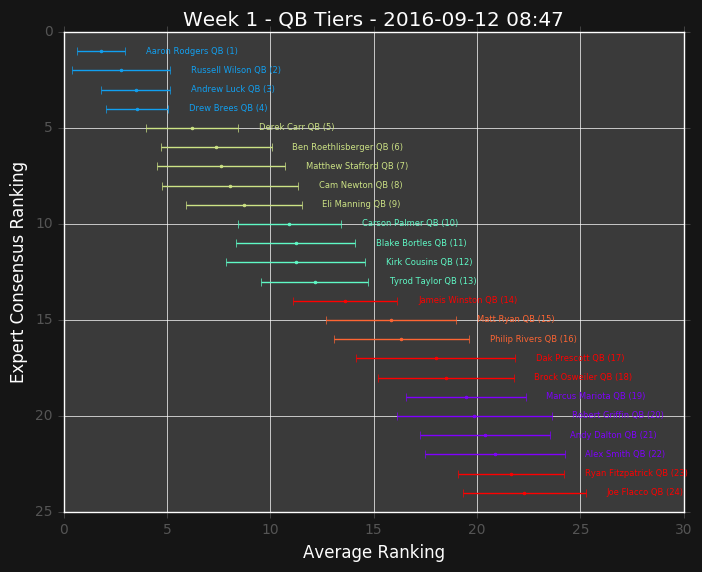 Week 1 - QB Tiers - 2016-09-12 08:47
0
Aaron Rodgers QB (1)
Russell Wilson QB (2)
Andrew Luck QB (3)
Drew Brees QB (4)
5
Derek Carr QB (5)
Ben Roethlisberger QB (6)
Matthew Stafford QB (7)
Cam Newton QB (8)
Eli Manning QB (9)
10
Carson Palmer QB (10)
Blake Bortles QB (11)
Kirk Cousins QB (12)
Tyrod Taylor QB (13)
Jameis Winston QB (14)
15
Matt Ryan QB (15)
Philip Rivers QB (16)
Dak Prescott QB (17)
Brock Osweiler QB (18)
Marcus Mariota QB (19)
20
QB (20)
Andy Dalton QB (21)
Alex Smith QB (22)
Ryan Fitzpatrick QB (23)
Joe Flacco QB (24)
25
0 5 10 15 20 25 30
Expert Consensus Ranking
Average Ranking